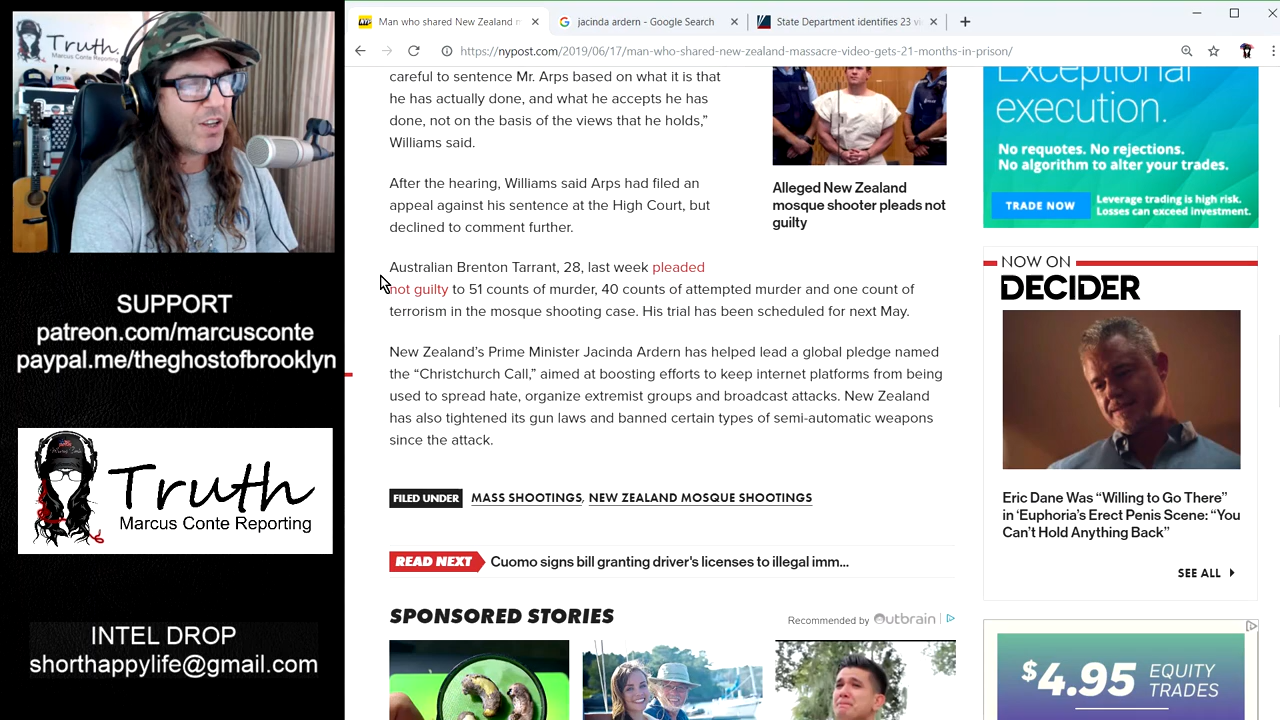 Truth.
Marcus Conte Reporting
SUPPORT
patreon.com/marcusconte
paypal.me/theghostofbrooklyn
Truth
Marcus Conte Reporting
INTEL DROP
shorthappylife@gmail.com
Man who shared New Zealand m
jacinda ardern - Google Search
State Department identifies 23 vi
https://nypost.com/2019/06/17/man-who-shared-new-zealand-massacre-video-gets-21-months-in-prison/
careful to sentence Mr. Arps based on what it is that
he has actually done, and what he accepts he has
done, not on the basis of the views that he holds,”
Williams said.
After the hearing, Williams said Arps had filed an
appeal against his sentence at the High Court, but
declined to comment further.
Australian Brenton Tarrant, 28, last week pleaded
not guilty to 51 counts of murder, 40 counts of attempted murder and one count of
terrorism in the mosque shooting case. His trial has been scheduled for next May.
New Zealand’s Prime Minister Jacinda Ardern has helped lead a global pledge named
the “Christchurch Call,” aimed at boosting efforts to keep internet platforms from being
used to spread hate, organize extremist groups and broadcast attacks. New Zealand
has also tightened its gun laws and banned certain types of semi-automatic weapons
since the attack.
FILED UNDER MASS SHOOTINGS, NEW ZEALAND MOSQUE SHOOTINGS
READ NEXT Cuomo signs bill granting driver's licenses to illegal imm...
SPONSORED STORIES
Recommended by Outbrain
Alleged New Zealand
mosque shooter pleads not
guilty
Exceptional
execution.
No requotes. No rejections.
No algorithm to alter your trades.
TRADE NOW
Leverage trading is high risk.
Losses can exceed investment.
NOW ON
DECIDER
Eric Dane Was “Willing to Go There”
in ‘Euphoria’s Erect Penis Scene: “You
Can’t Hold Anything Back”
SEE ALL
$4.95 EQUITY
TRADES